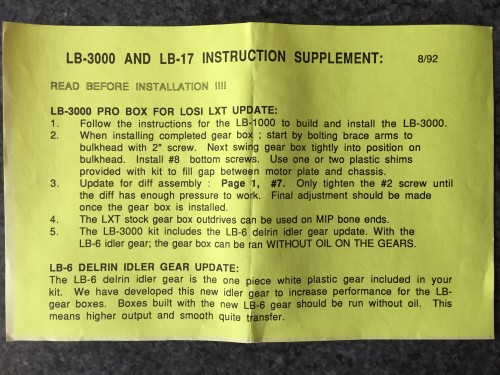 LB-3000 AND LB-17 INSTRUCTION SUPPLEMENT: 8/92
READ BEFORE INSTALLATION !!!!
LB-3000 PRO BOX FOR LOSI LXT UPDATE:
1. Follow the instructions for the LB-1000 to build and install the LB-3000.
2. When installing completed gear box ; start by bolting brace arms to
bulkhead with 2" screw. Next swing gear box tightly into position on
bulkhead. Install #8 bottom screws. Use one or two plastic shims
provided with kit to fill gap between motor plate and chassis.
3. Update for diff assembly : Page 1, #7. Only tighten the #2 screw until
the diff has enough pressure to work. Final adjustment should be made
once the gear box is installed.
4. The LXT stock gear box outdrives can be used on MIP bone ends.
5. The LB-3000 kit includes the LB-6 delrin idler gear update. With the
LB-6 idler gear; the gear box can be ran WITHOUT OIL ON THE GEARS.
LB-6 DELRIN IDLER GEAR UPDATE:
The LB-6 delrin idler gear is the one piece white plastic gear included in your
kit. We have developed this new idler gear to increase performance for the LB-
gear boxes. Boxes built with the new LB-6 gear should be run without oil. This
means higher output and smooth quite transfer.